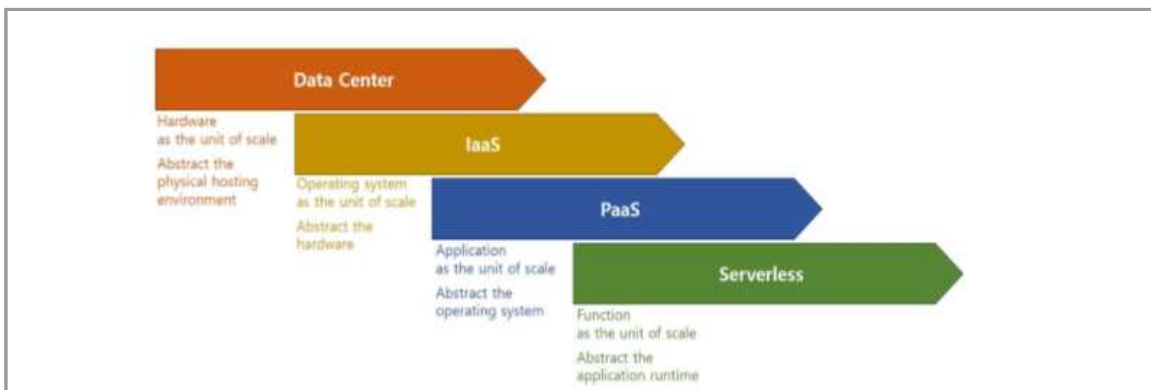 Data Center
Hardware
as the unit of scale
Abstract the
physical hosting
environment
IaaS
Operating system
as the unit of scale
Abstract the
hardware
PaaS
Application
as the unit of scale
Abstract the
operating system
Serverless
Function
as the unit of scale
Abstract the
application runtime